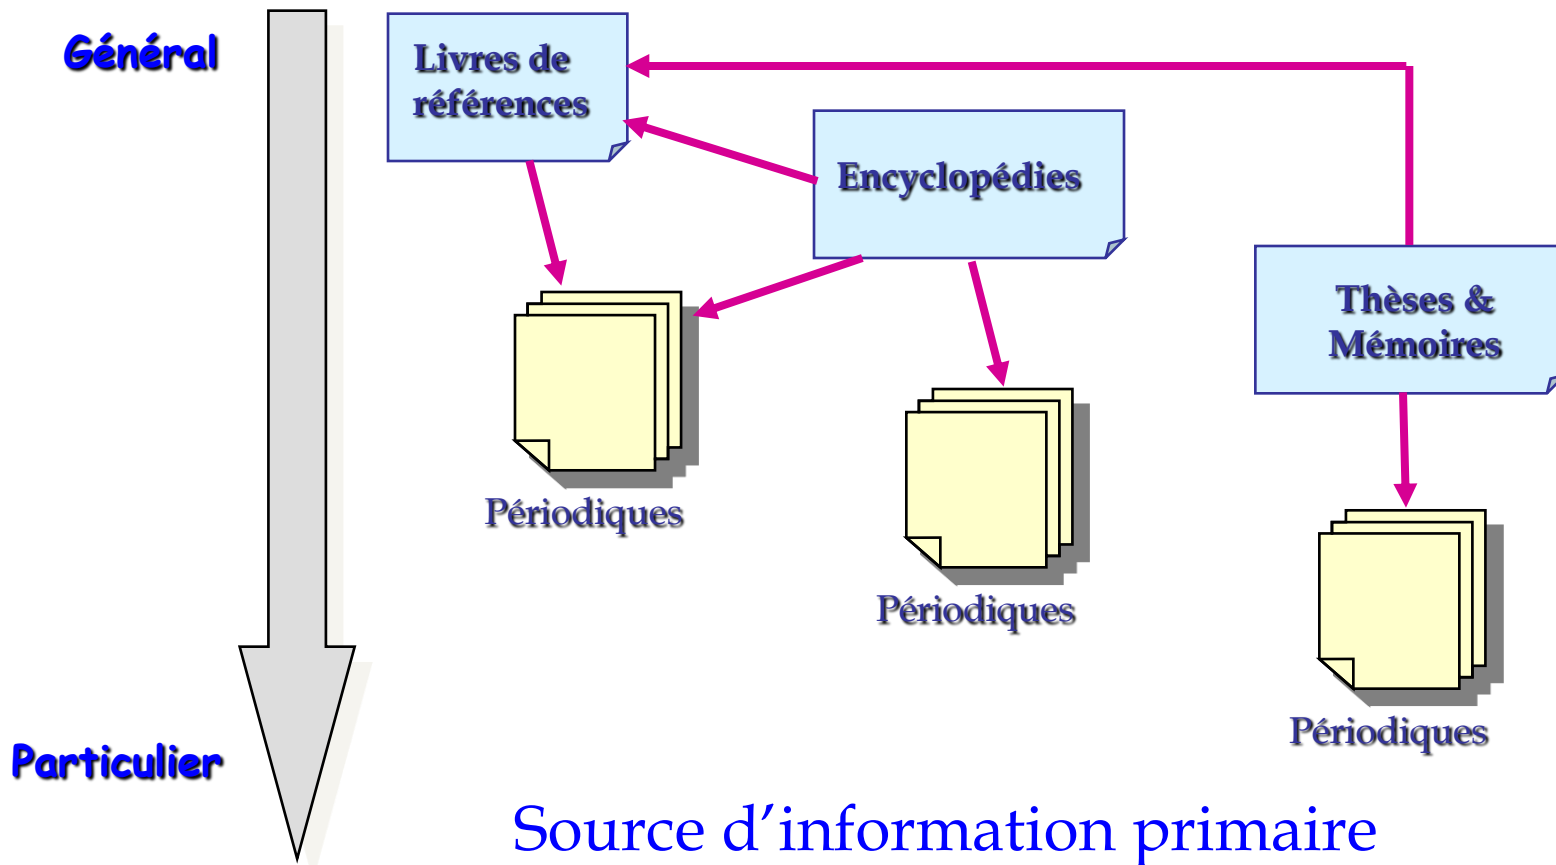 Général
Livres de
références
Encyclopédies
Thèses &
Mémoires
Périodiques
Périodiques
Périodiques
Particulier
Source d’information primaire